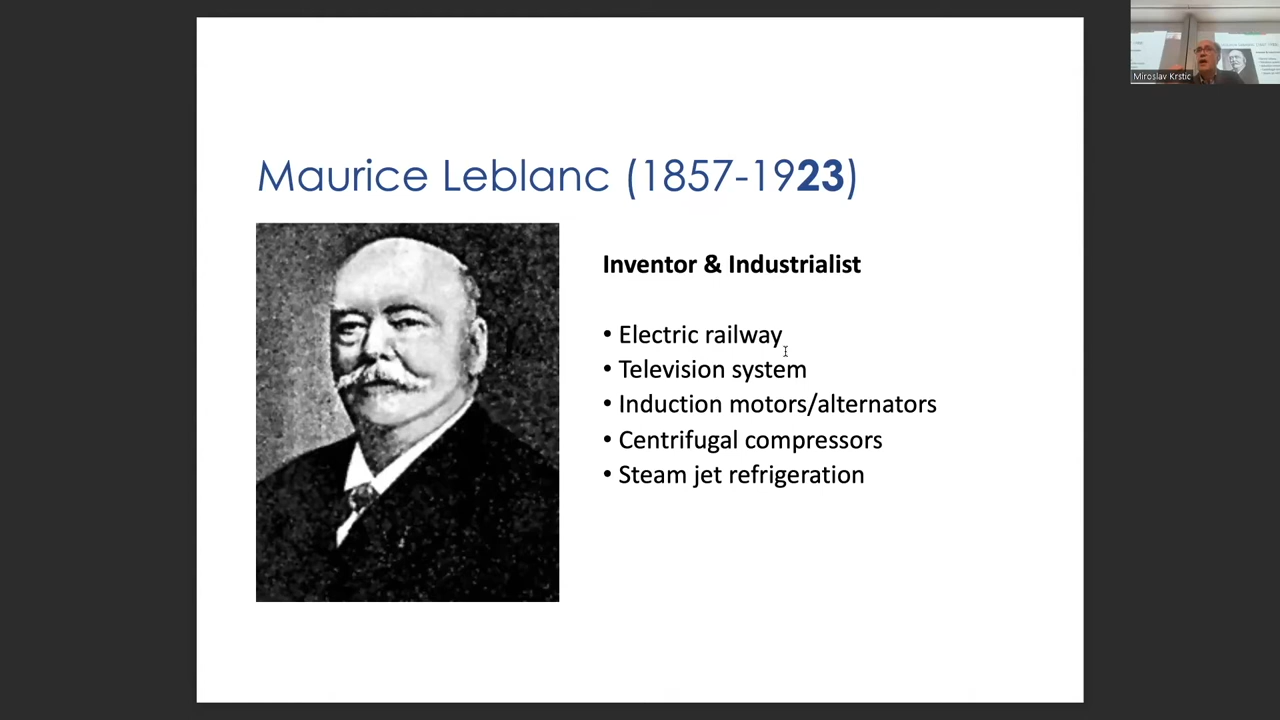 Maurice Leblanc (1857-1923)
Inventor & Industrialist
• Electric railway
• Television system
• Induction motors/alternators
• Centrifugal compressors
• Steam jet refrigeration
Miroslav Krstic